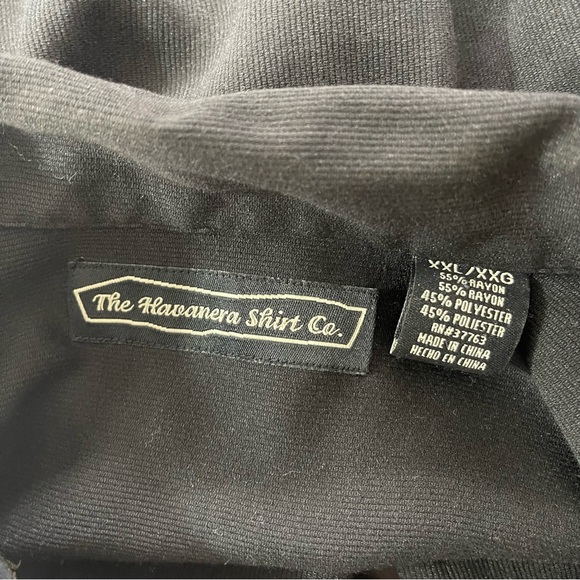 The Havanera Shirt Co.
XXL/XXG
55% RAYON
55% RAYON
45% POLYESTER
45% POLIESTER
RN#37763
MADE IN CHINA
HECHO EN CHINA